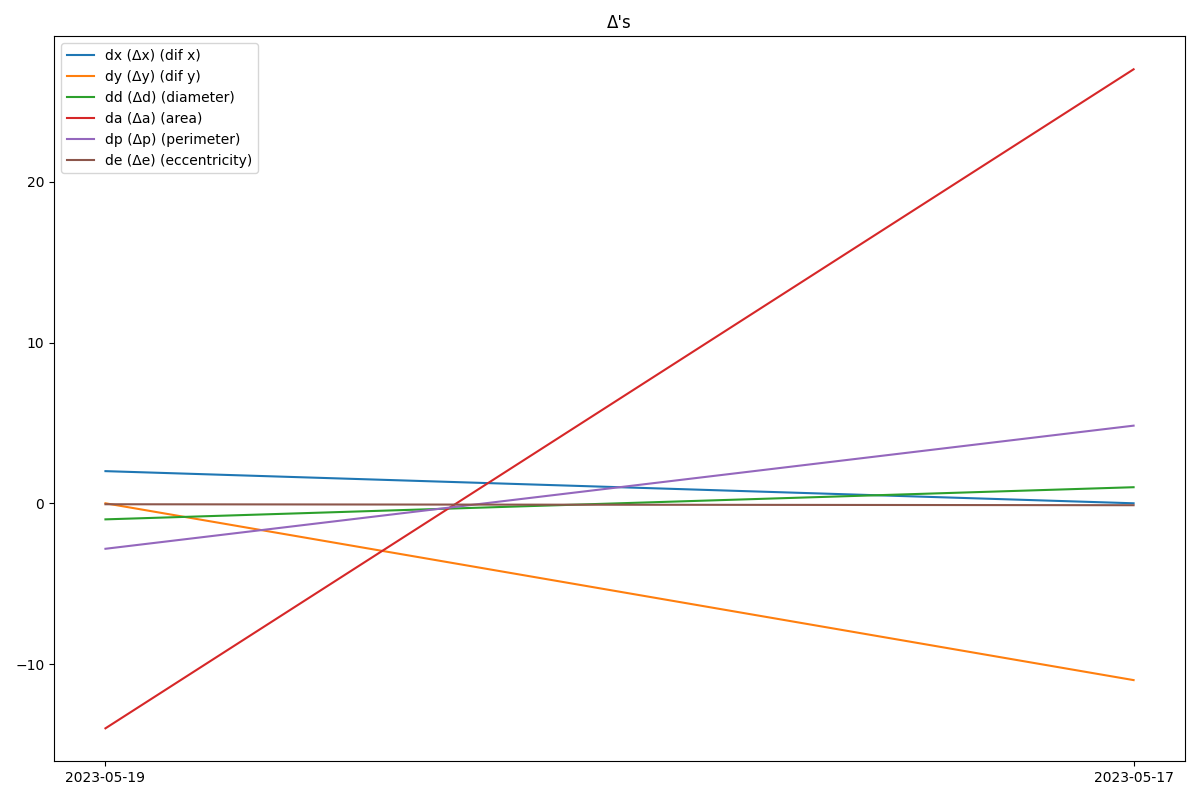 Δ's
dx (Δx) (dif x)
dy (Δy) (dif y)
dd (Δd) (diameter)
da (Δa) (area)
dp (Δp) (perimeter)
de (Δe) (eccentricity)
20
10
0
−10
2023-05-19
2023-05-17